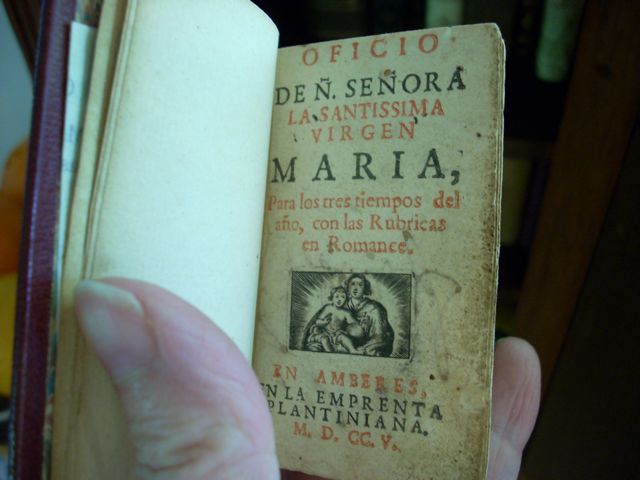 OFICIO
DE Ñ. SEÑORA
LA SANTISSIMA
VIRGEN
MARIA,
Para los tres tiempos del
año, con las Rubricas
en Romance.
EN AMBERES,
EN LA EMPRENTA
PLANTINIANA.
M. D. CC. V.